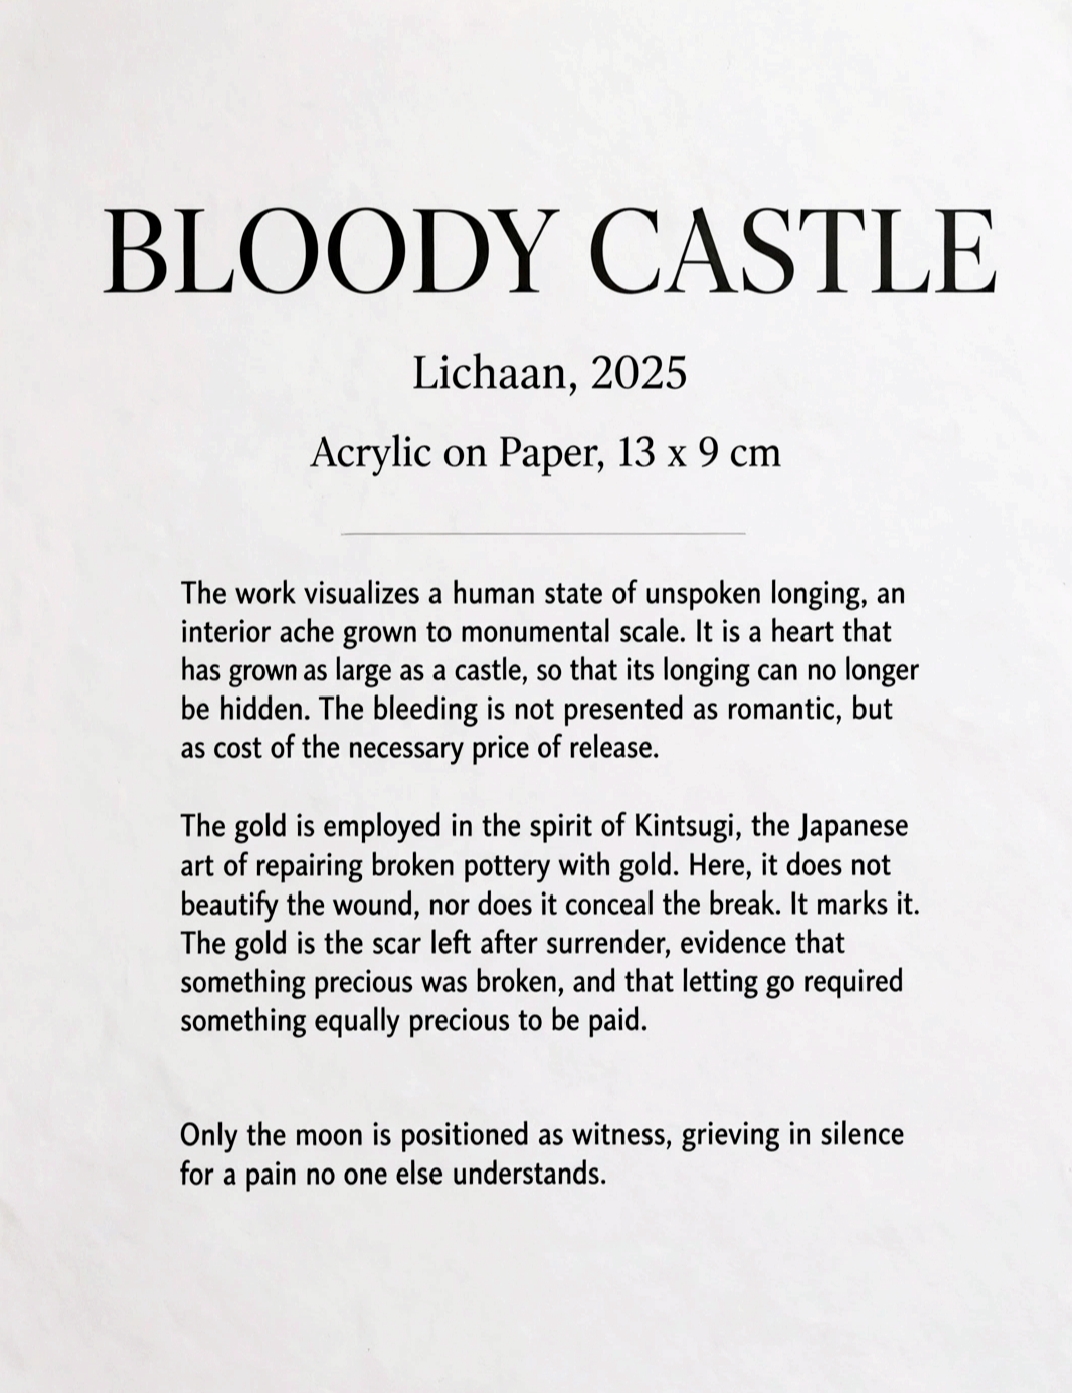 BLOODY CASTLE
Lichaan, 2025
Acrylic on Paper, 13 x 9 cm
The work visualizes a human state of unspoken longing, an
interior ache grown to monumental scale. It is a heart that
has grown as large as a castle, so that its longing can no longer
be hidden. The bleeding is not presented as romantic, but
as cost of the necessary price of release.
The gold is employed in the spirit of Kintsugi, the Japanese
art of repairing broken pottery with gold. Here, it does not
beautify the wound, nor does it conceal the break. It marks it.
The gold is the scar left after surrender, evidence that
something precious was broken, and that letting go required
something equally precious to be paid.
Only the moon is positioned as witness, grieving in silence
for a pain no one else understands.